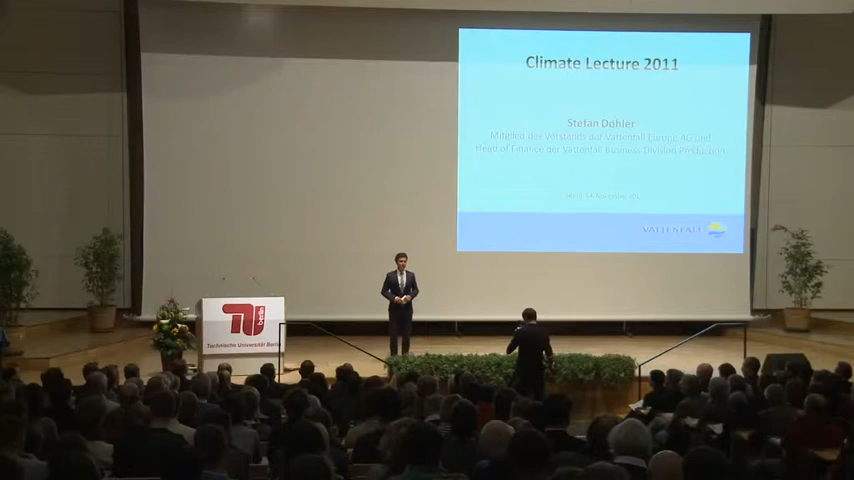 Climate Lecture 2011
Stefan Dohler
Mitglied des Vorstands der Vattenfall Europe AG und
Head of Finance der Vattenfall Business Division Production
VATTENFALL
berlin
Technische Universität Berlin